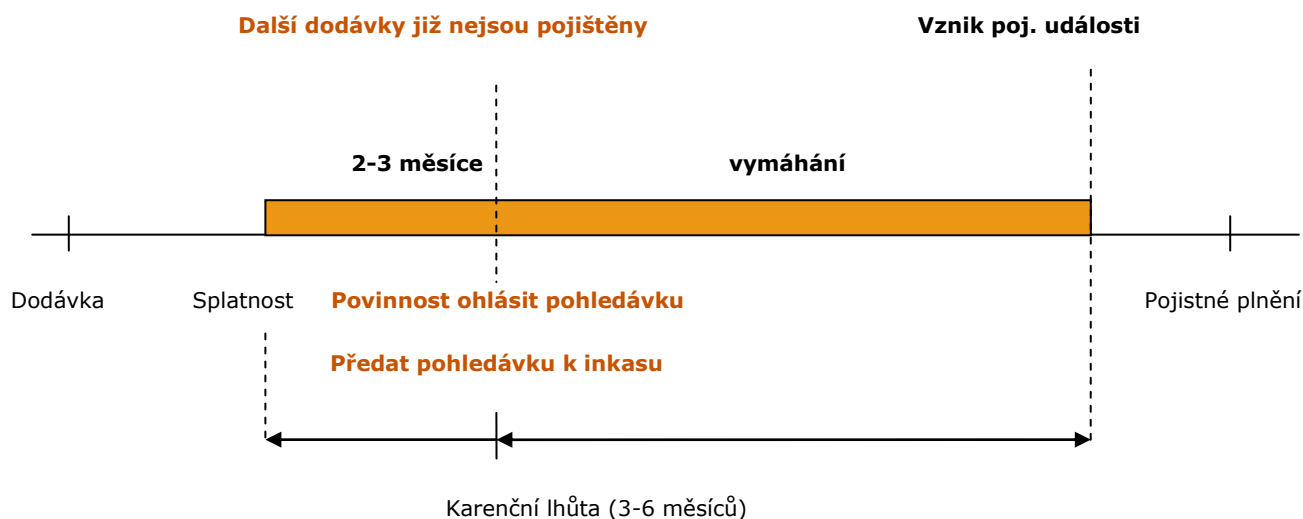 Další dodávky již nejsou pojištěny
Vznik poj. události
2-3 měsíce
vymáhání
Dodávka
Splatnost
Povinnost ohlásit pohledávku
Pojistné plnění
Předat pohledávku k inkasu
Karenční lhůta (3-6 měsíců)